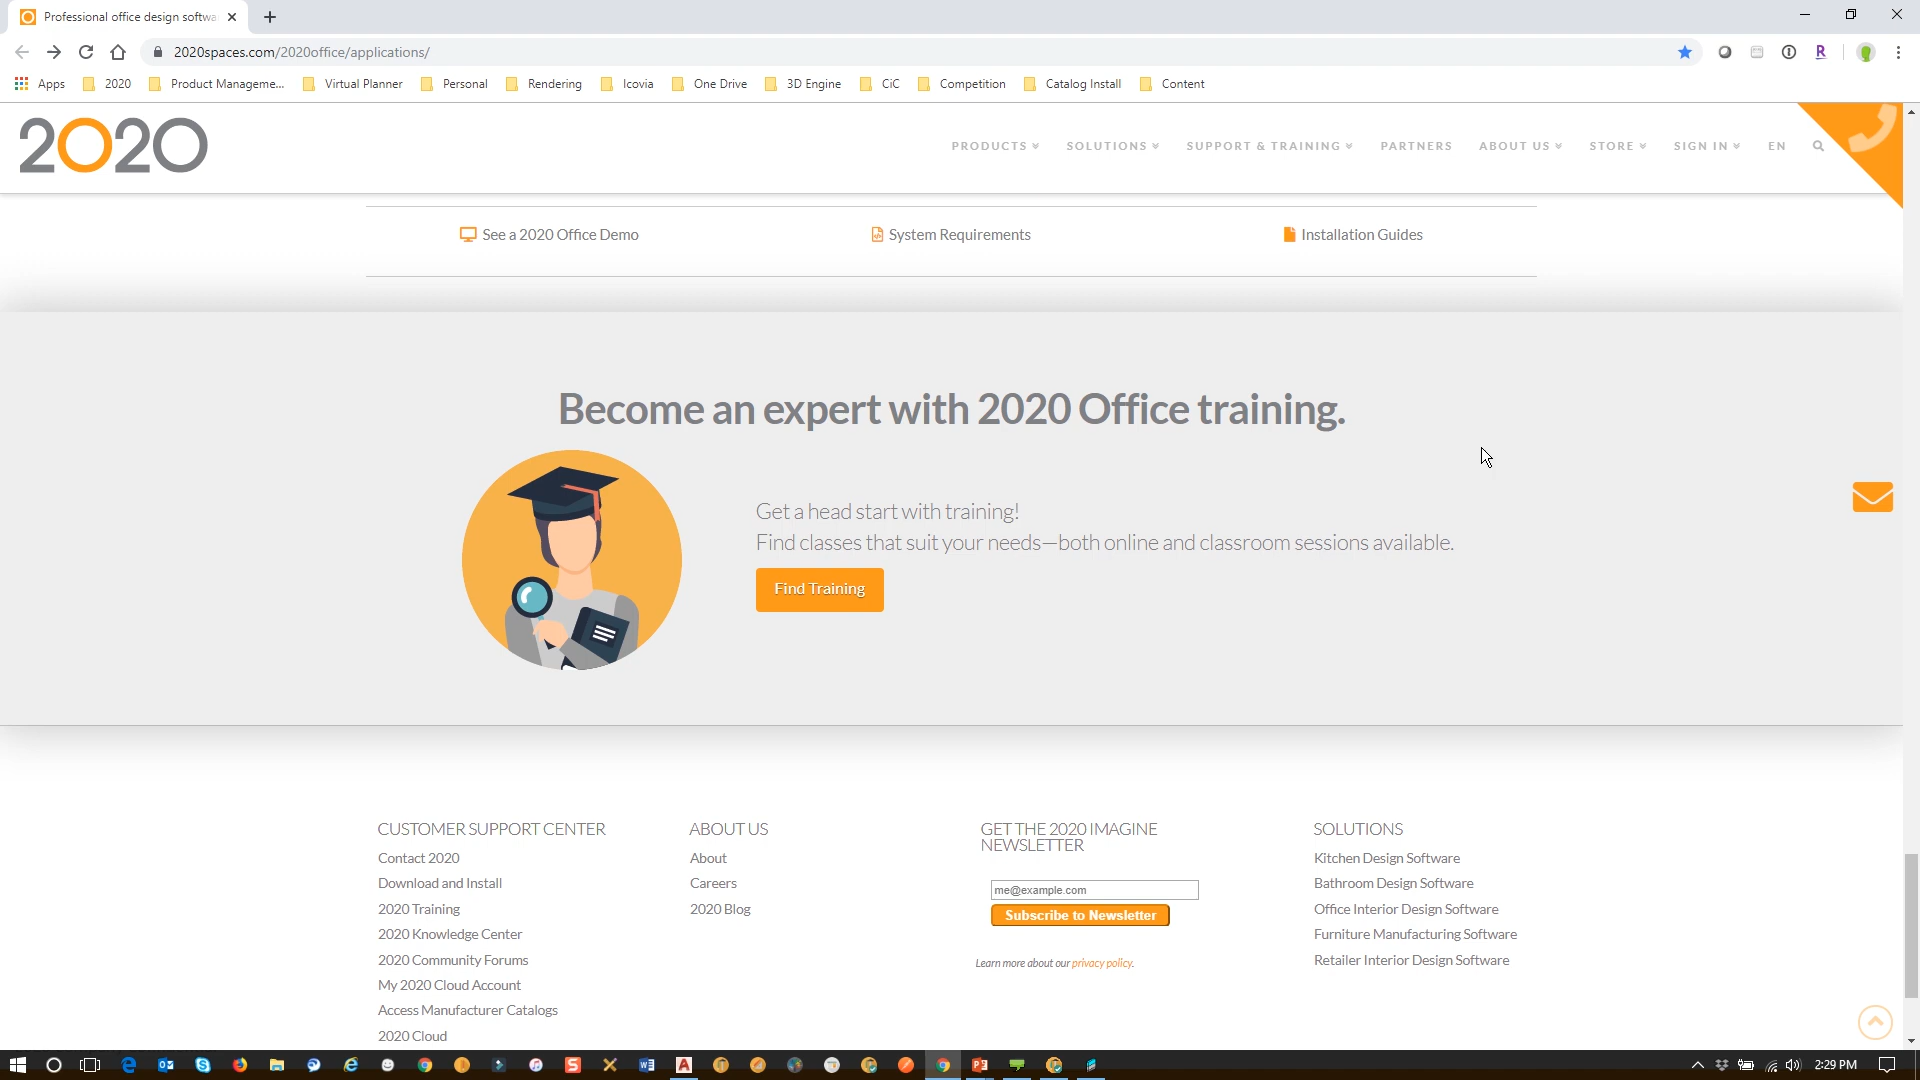 Professional office design softwa
2020spaces.com/2020office/applications/
Apps 2020 Product Manageme... Virtual Planner Personal Rendering Icovia One Drive 3D Engine CiC Competition Catalog Install Content
2020
PRODUCTS SOLUTIONS SUPPORT & TRAINING PARTNERS ABOUT US STORE SIGN IN EN
See a 2020 Office Demo System Requirements Installation Guides
Become an expert with 2020 Office training.
Get a head start with training!
Find classes that suit your needs—both online and classroom sessions available.
Find Training
CUSTOMER SUPPORT CENTER
Contact 2020
Download and Install
2020 Training
2020 Knowledge Center
2020 Community Forums
My 2020 Cloud Account
Access Manufacturer Catalogs
2020 Cloud
ABOUT US
About
Careers
2020 Blog
GET THE 2020 IMAGINE
NEWSLETTER
me@example.com
Subscribe to Newsletter
Learn more about our privacy policy.
SOLUTIONS
Kitchen Design Software
Bathroom Design Software
Office Interior Design Software
Furniture Manufacturing Software
Retailer Interior Design Software
2:29 PM